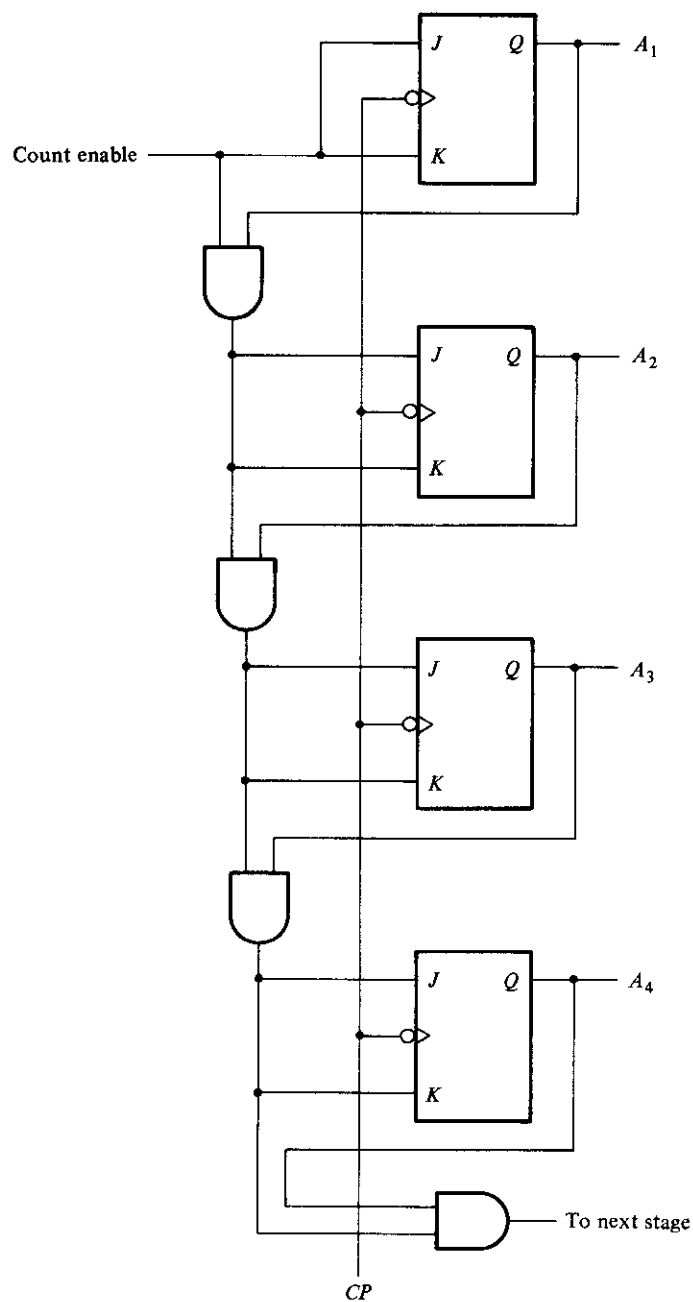 J Q A1
Count enable
K
J Q A2
K
J Q A3
K
J Q A4
K
To next stage
CP